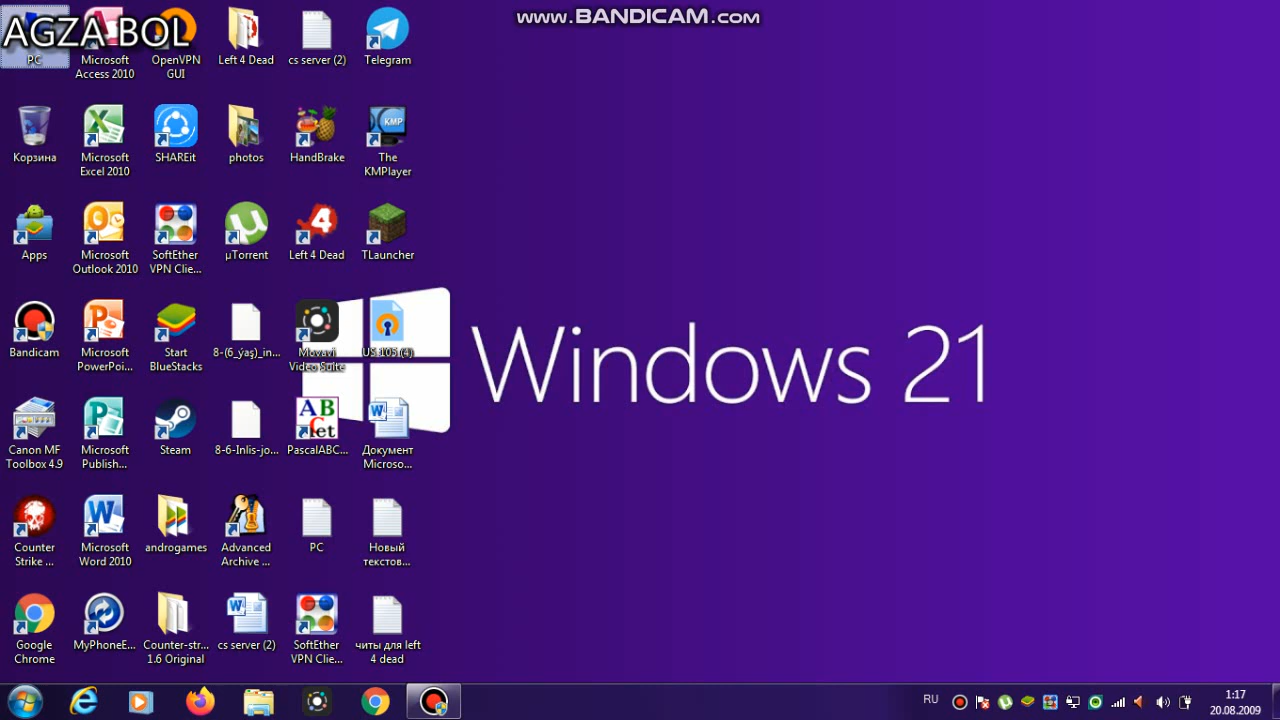 AGZA BOL
www.BANDICAM.com
PC
Microsoft
Access 2010
OpenVPN
GUI
Left 4 Dead
cs server (2)
Telegram
Корзина
Microsoft
Excel 2010
SHAREit
photos
HandBrake
KMP
The
KMPlayer
Apps
Microsoft
Outlook 2010
SoftEther
VPN Clie...
µTorrent
4
Left 4 Dead
TLauncher
Bandicam
Microsoft
PowerPoi...
Start
BlueStacks
8-(6_ýaş)_in...
Movavi
Video Suite
US.105 (4)
Windows 21
Canon MF
Toolbox 4.9
Microsoft
Publish...
Steam
8-6-Inlis-jo...
AB
Cet
PascalABC...
Документ
Microso...
Counter
Strike ...
Microsoft
Word 2010
androgames
Advanced
Archive ...
PC
Новый
текстов...
Google
Chrome
MyPhoneE...
Counter-str...
1.6 Original
cs server (2)
SoftEther
VPN Clie...
читы для left
4 dead
RU
1:17
20.08.2009